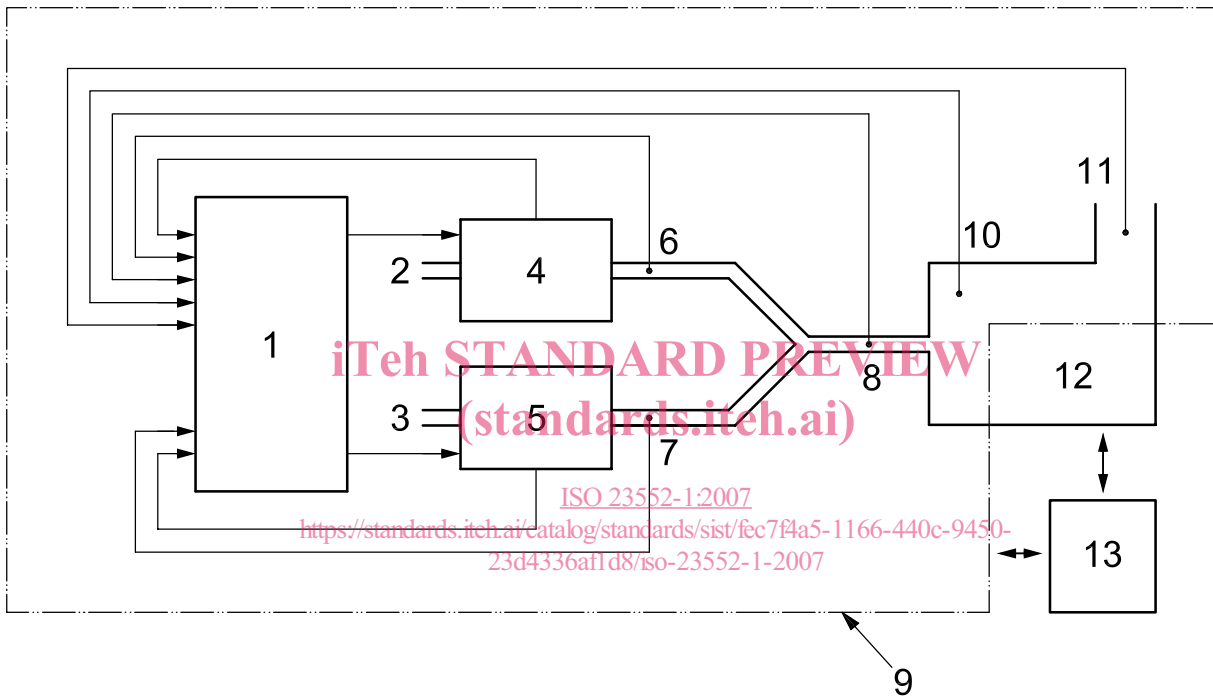 11
6
10
2
4
1
iTeh STANDARD PREVIEW
8
12
3
5
(standards.iteh.ai)
7
ISO 23552-1:2007
https://standards.iteh.ai/catalog/standards/sist/fec7f4a5-1166-440c-9450-
23d4336af1d8/iso-23552-1-2007
13
9